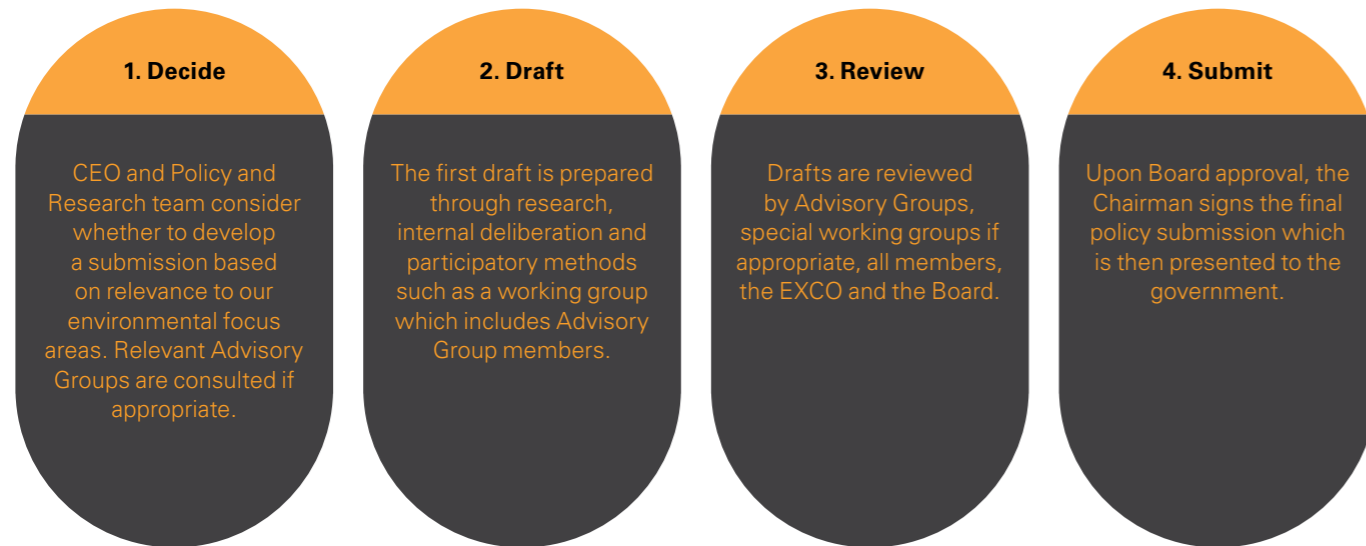 1. Decide
CEO and Policy and
Research team consider
whether to develop
a submission based
on relevance to our
environmental focus
areas. Relevant Advisory
Groups are consulted if
appropriate.
2. Draft
The first draft is prepared
through research,
internal deliberation and
participatory methods
such as a working group
which includes Advisory
Group members.
3. Review
Drafts are reviewed
by Advisory Groups,
special working groups if
appropriate, all members,
the EXCO and the Board.
4. Submit
Upon Board approval, the
Chairman signs the final
policy submission which
is then presented to the
government.